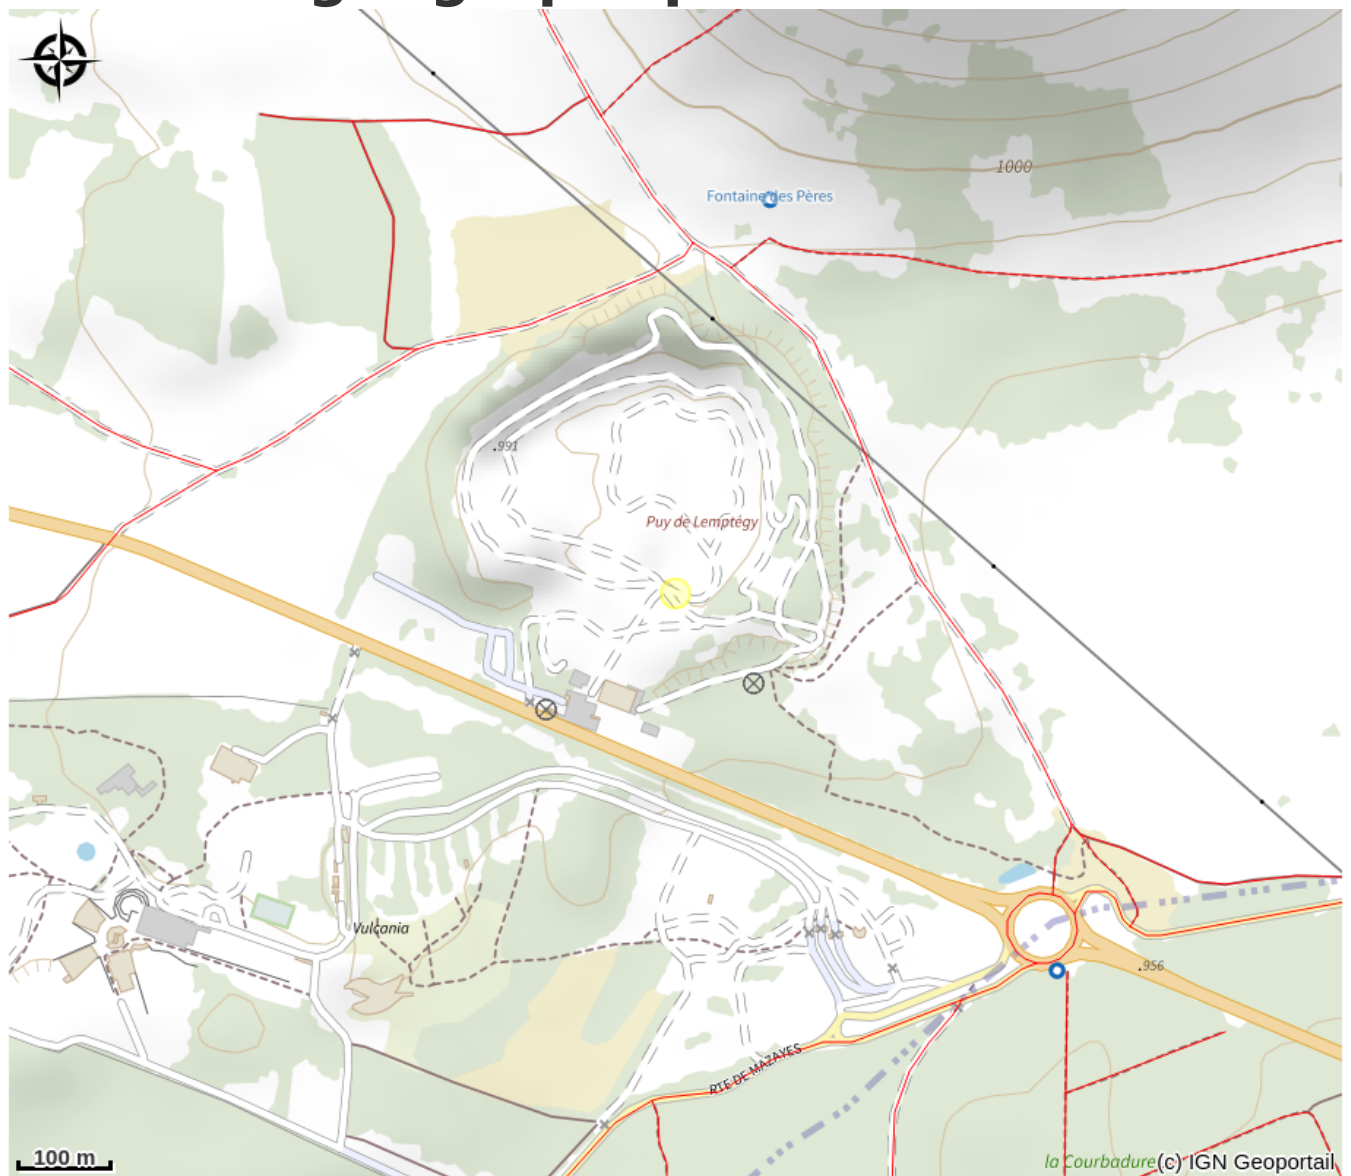 1000
Fontaine des Pères
.991
Puy de Lemptégy
Vulcania
.956
RTE DE MAZAYES
100 m
la Courbadure
(c) IGN Geoportail